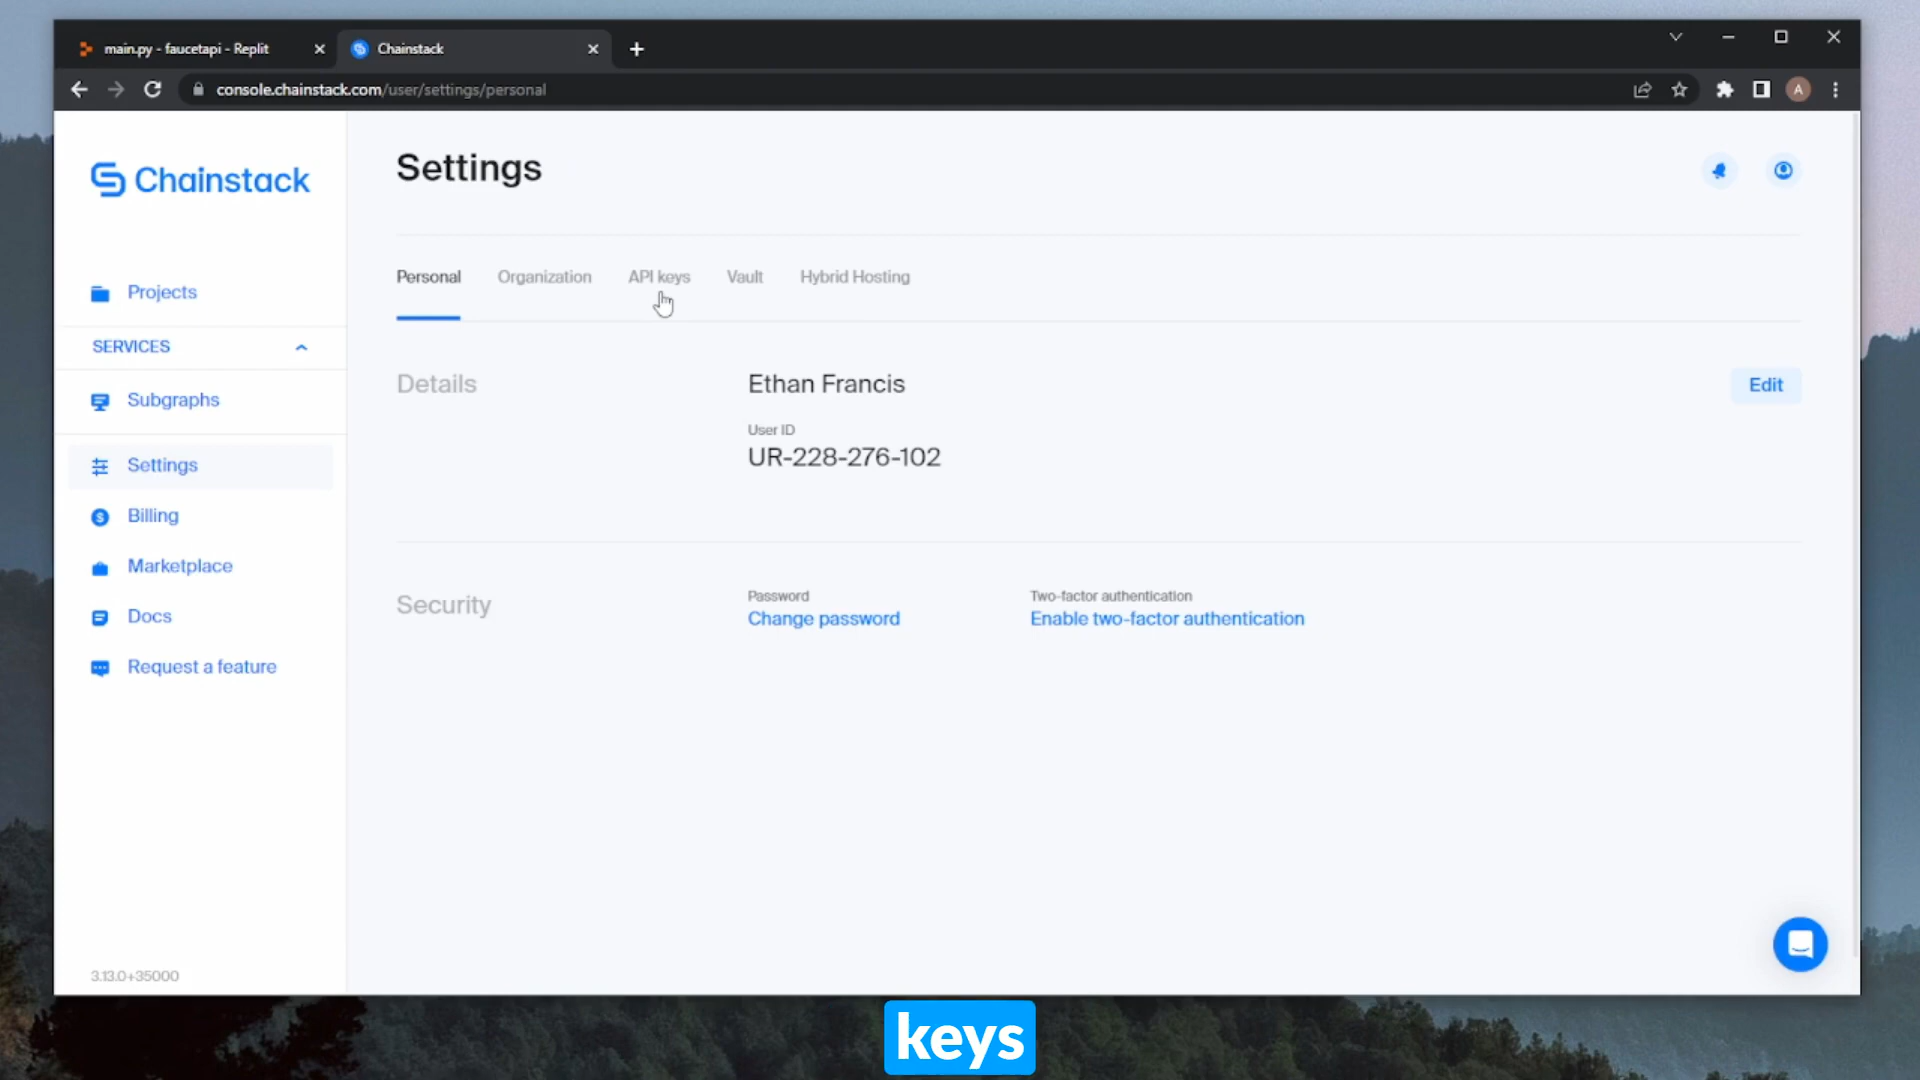 main.py - faucetapi - Replit
Chainstack
console.chainstack.com/user/settings/personal
A
Chainstack
Projects
SERVICES
Subgraphs
Settings
Billing
Marketplace
Docs
Request a feature
3.13.0+35000
Settings
Personal Organization API keys Vault Hybrid Hosting
Details
Ethan Francis
Edit
User ID
UR-228-276-102
Security
Password
Change password
Two-factor authentication
Enable two-factor authentication
keys